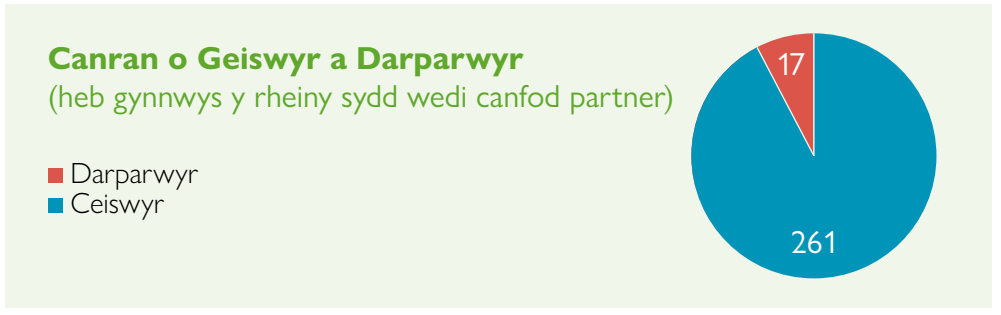 Canran o Geiswyr a Darparwyr
(heb gynnwys y rheiny sydd wedi canfod partner)
Darparwyr
Ceiswyr
17
261